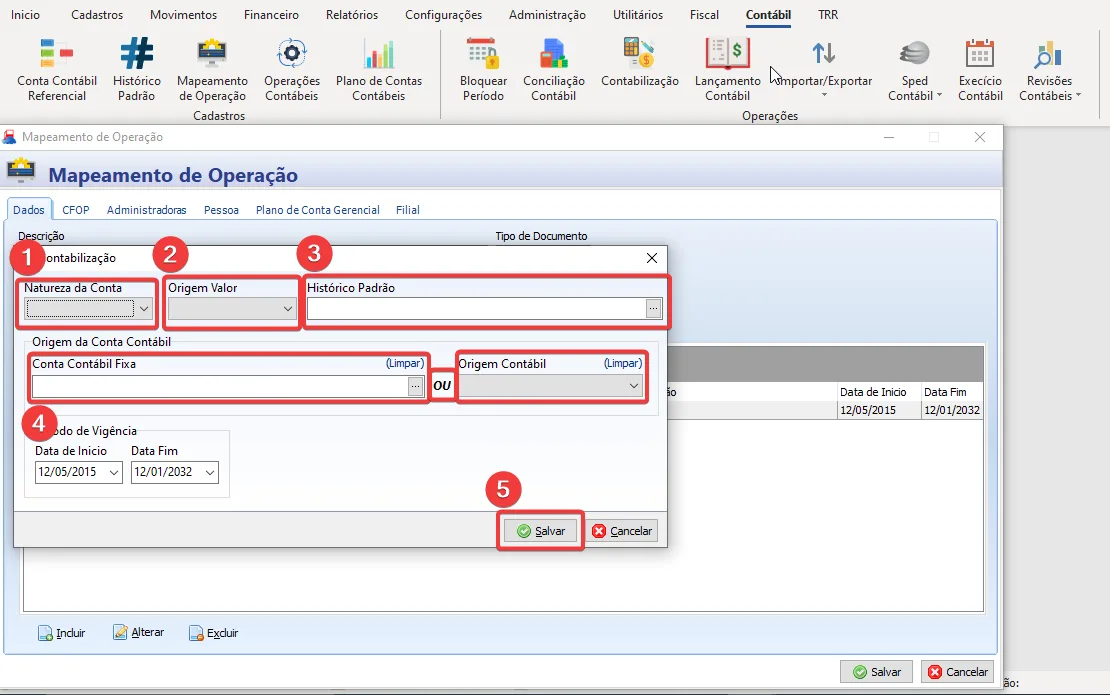 Inicio Cadastros Movimentos Financeiro Relatórios Configurações Administração Utilitários Fiscal Contábil TRR
Conta Contábil Referencial
Histórico Padrão
Mapeamento de Operação
Operações Contábeis
Plano de Contas Contábeis
Bloquear Período
Conciliação Contábil
Contabilização
Lançamento Contábil
Importar/Exportar
Sped Contábil
Execício Contábil
Revisões Contábeis
Cadastros
Operações
Mapeamento de Operação
Mapeamento de Operação
Dados CFOP Administradoras Pessoa Plano de Conta Gerencial Filial
Descrição Tipo de Documento
1 2 3
Contabilização
Natureza da Conta Origem Valor Histórico Padrão
...
Origem da Conta Contábil
Conta Contábil Fixa (Limpar) Origem Contábil (Limpar)
... OU
ão Data de Inicio Data Fim
12/05/2015 12/01/2032
4
odo de Vigência
Data de Inicio Data Fim
12/05/2015 12/01/2032
5
Salvar Cancelar
Incluir Alterar Excluir
Salvar Cancelar
ão: